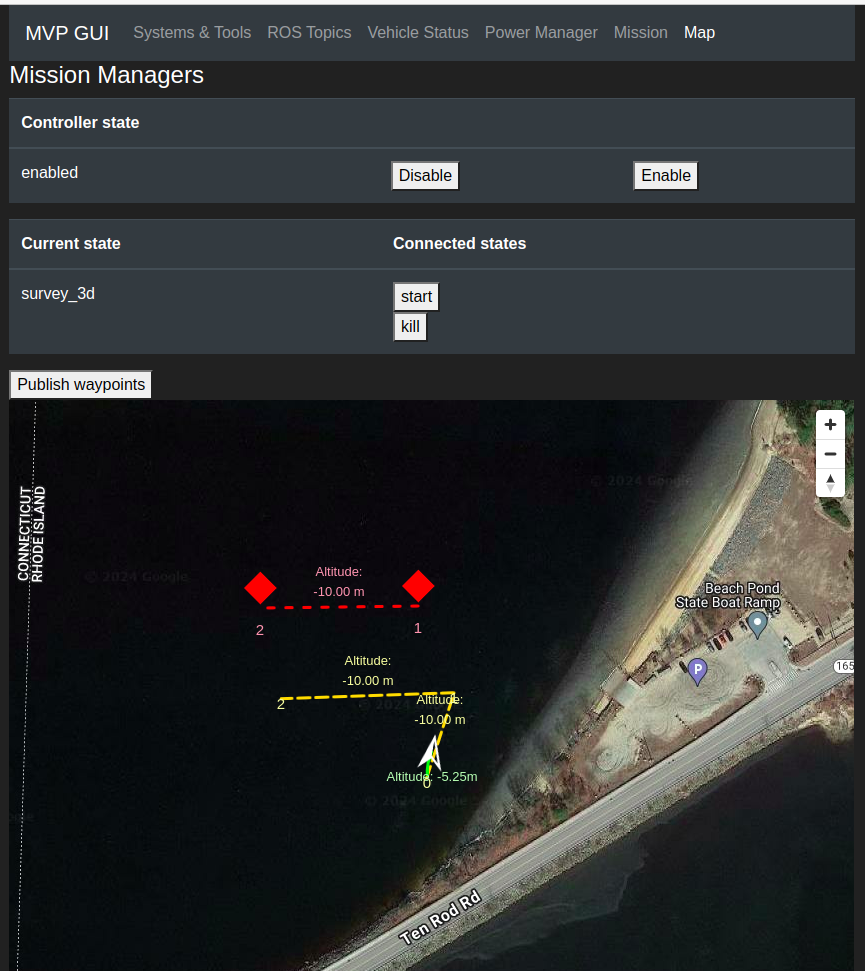 MVP GUI Systems & Tools ROS Topics Vehicle Status Power Manager Mission Map
Mission Managers
Controller state
enabled Disable Enable
Current state Connected states
survey_3d start
kill
Publish waypoints
CONNECTICUT
RHODE ISLAND
© 2024 Google
© 2024 Google
Altitude:
-10.00 m
2 1
Beach Pond
State Boat Ramp
P
165
Altitude:
-10.00 m
2
Altitude:
-10.00 m
Altitude: -5.25m
0
© 2024 Google
Ten Rod Rd